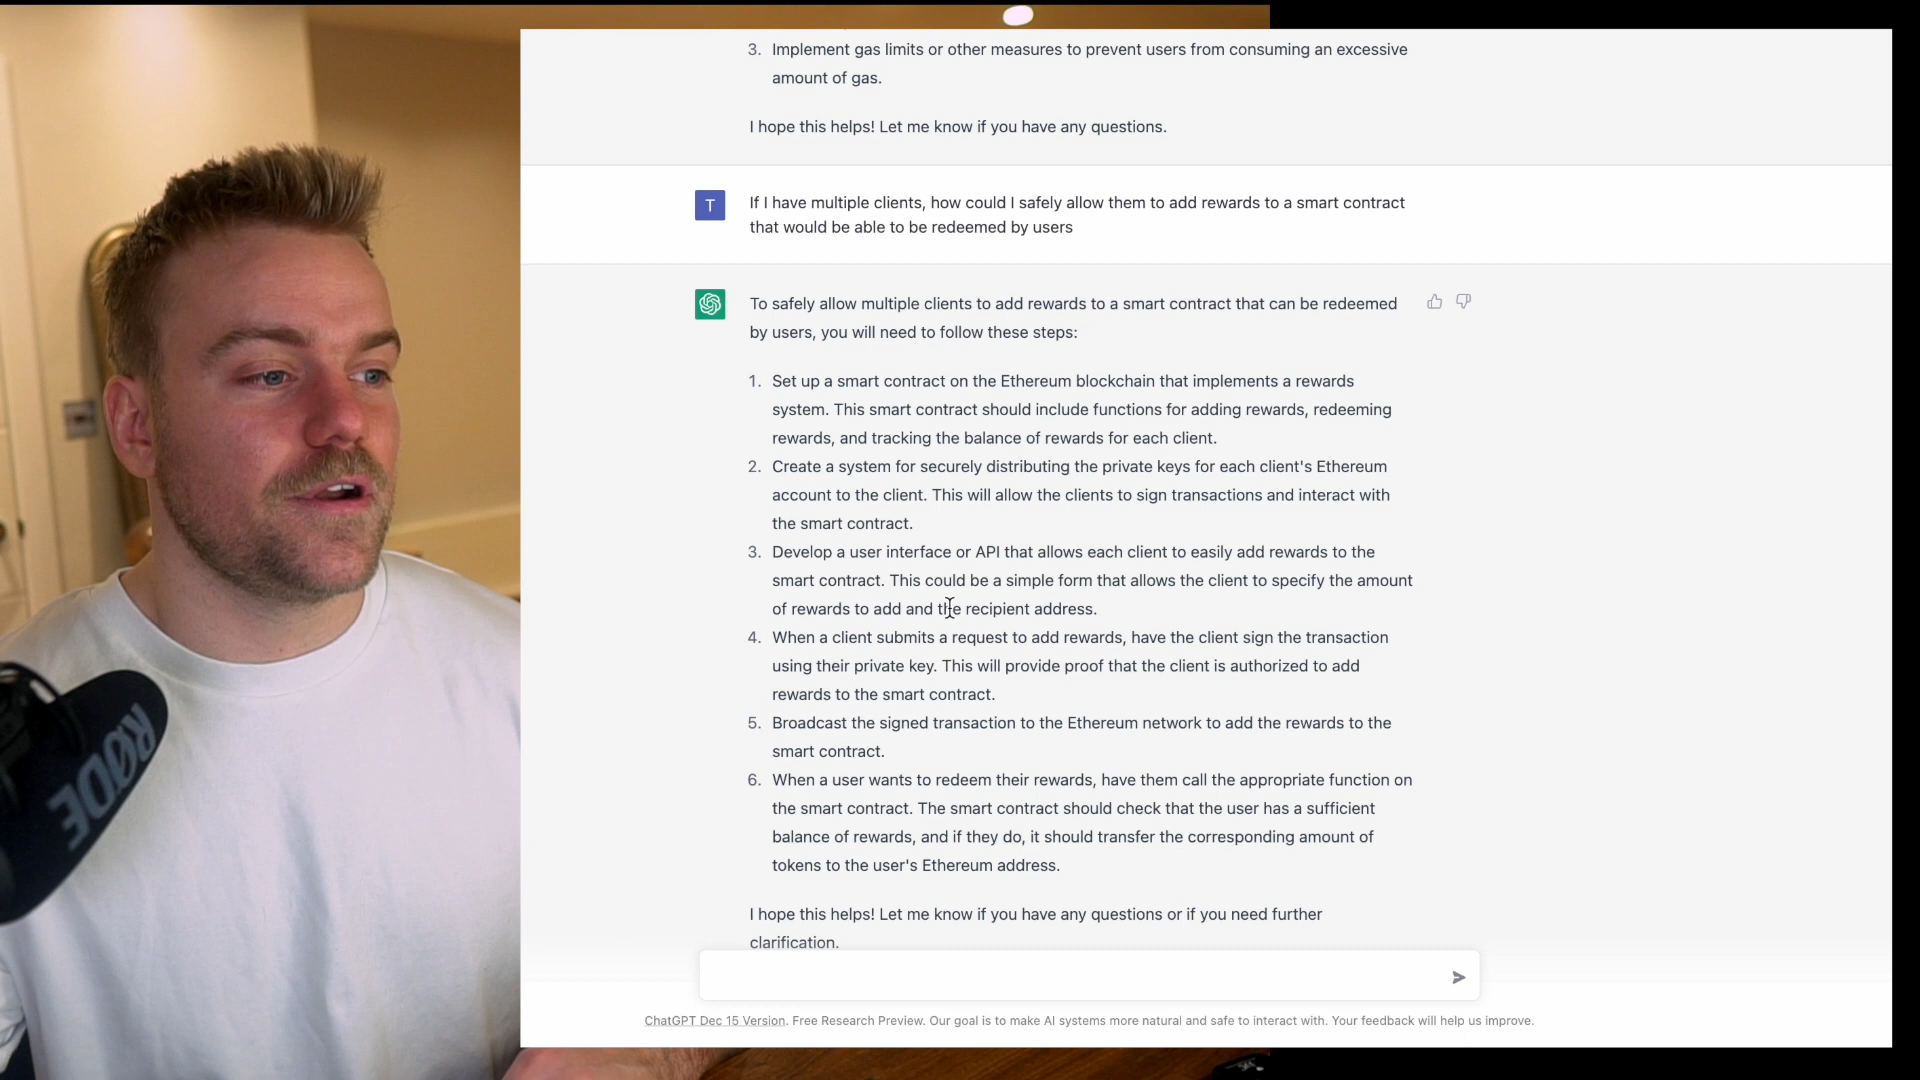 3. Implement gas limits or other measures to prevent users from consuming an excessive
amount of gas.
I hope this helps! Let me know if you have any questions.
T
If I have multiple clients, how could I safely allow them to add rewards to a smart contract
that would be able to be redeemed by users
To safely allow multiple clients to add rewards to a smart contract that can be redeemed
by users, you will need to follow these steps:
1. Set up a smart contract on the Ethereum blockchain that implements a rewards
system. This smart contract should include functions for adding rewards, redeeming
rewards, and tracking the balance of rewards for each client.
2. Create a system for securely distributing the private keys for each client's Ethereum
account to the client. This will allow the clients to sign transactions and interact with
the smart contract.
3. Develop a user interface or API that allows each client to easily add rewards to the
smart contract. This could be a simple form that allows the client to specify the amount
of rewards to add and the recipient address.
4. When a client submits a request to add rewards, have the client sign the transaction
using their private key. This will provide proof that the client is authorized to add
rewards to the smart contract.
5. Broadcast the signed transaction to the Ethereum network to add the rewards to the
smart contract.
6. When a user wants to redeem their rewards, have them call the appropriate function on
the smart contract. The smart contract should check that the user has a sufficient
balance of rewards, and if they do, it should transfer the corresponding amount of
tokens to the user's Ethereum address.
I hope this helps! Let me know if you have any questions or if you need further
clarification.
ChatGPT Dec 15 Version. Free Research Preview. Our goal is to make AI systems more natural and safe to interact with. Your feedback will help us improve.
RØDE